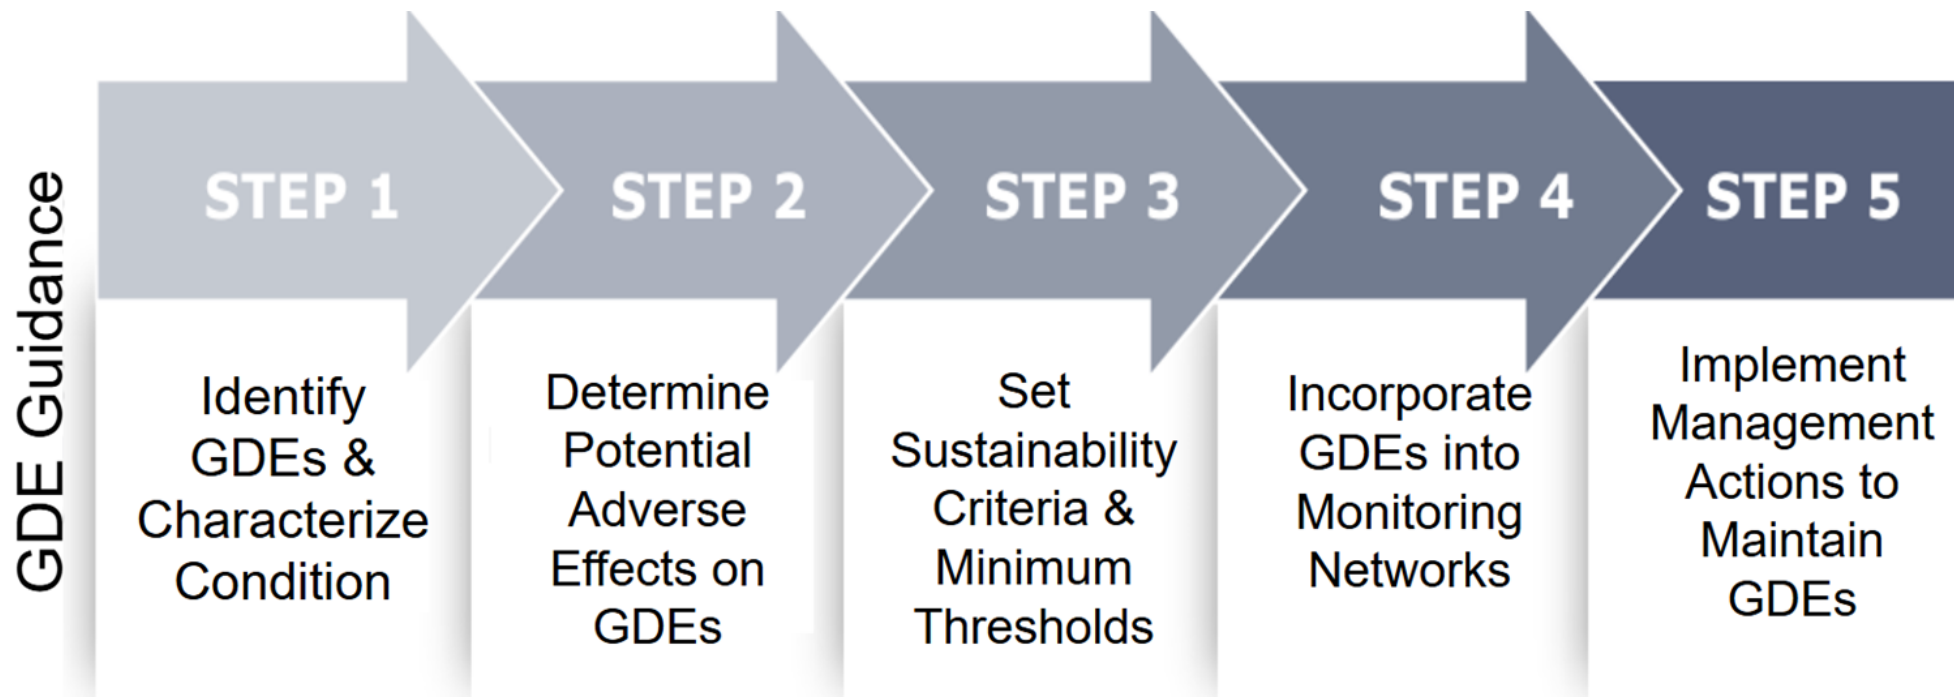 GDE Guidance
STEP 1
Identify
GDEs &
Characterize
Condition
STEP 2
Determine
Potential
Adverse
Effects on
GDEs
STEP 3
Set
Sustainability
Criteria &
Minimum
Thresholds
STEP 4
Incorporate
GDEs into
Monitoring
Networks
STEP 5
Implement
Management
Actions to
Maintain
GDEs